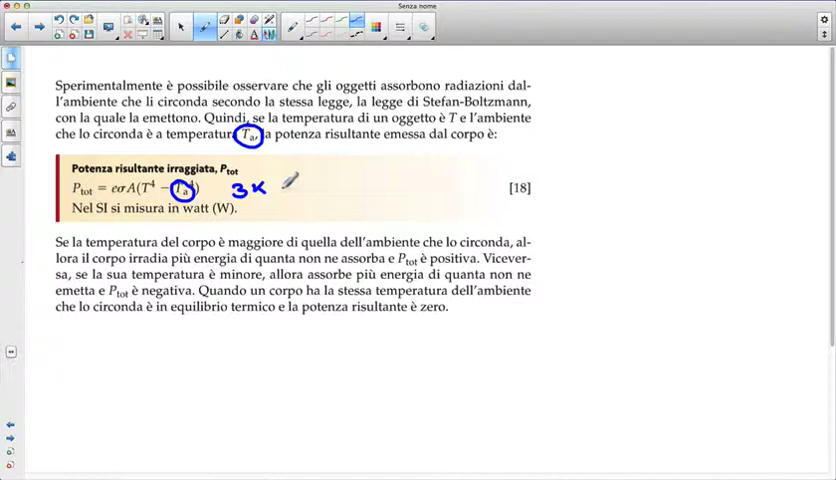 Senza nome
Sperimentalmente è possibile osservare che gli oggetti assorbono radiazioni dal-
l'ambiente che li circonda secondo la stessa legge, la legge di Stefan-Boltzmann,
con la quale la emettono. Quindi, se la temperatura di un oggetto è T e l'ambiente
che lo circonda è a temperatura Ta, la potenza risultante emessa dal corpo è:
Potenza risultante irraggiata, Ptot
Ptot = eσA(T⁴ − Ta⁴) 3K [18]
Nel SI si misura in watt (W).
Se la temperatura del corpo è maggiore di quella dell'ambiente che lo circonda, al-
lora il corpo irradia più energia di quanta non ne assorba e Ptot è positiva. Vicever-
sa, se la sua temperatura è minore, allora assorbe più energia di quanta non ne
emetta e Ptot è negativa. Quando un corpo ha la stessa temperatura dell'ambiente
che lo circonda è in equilibrio termico e la potenza risultante è zero.